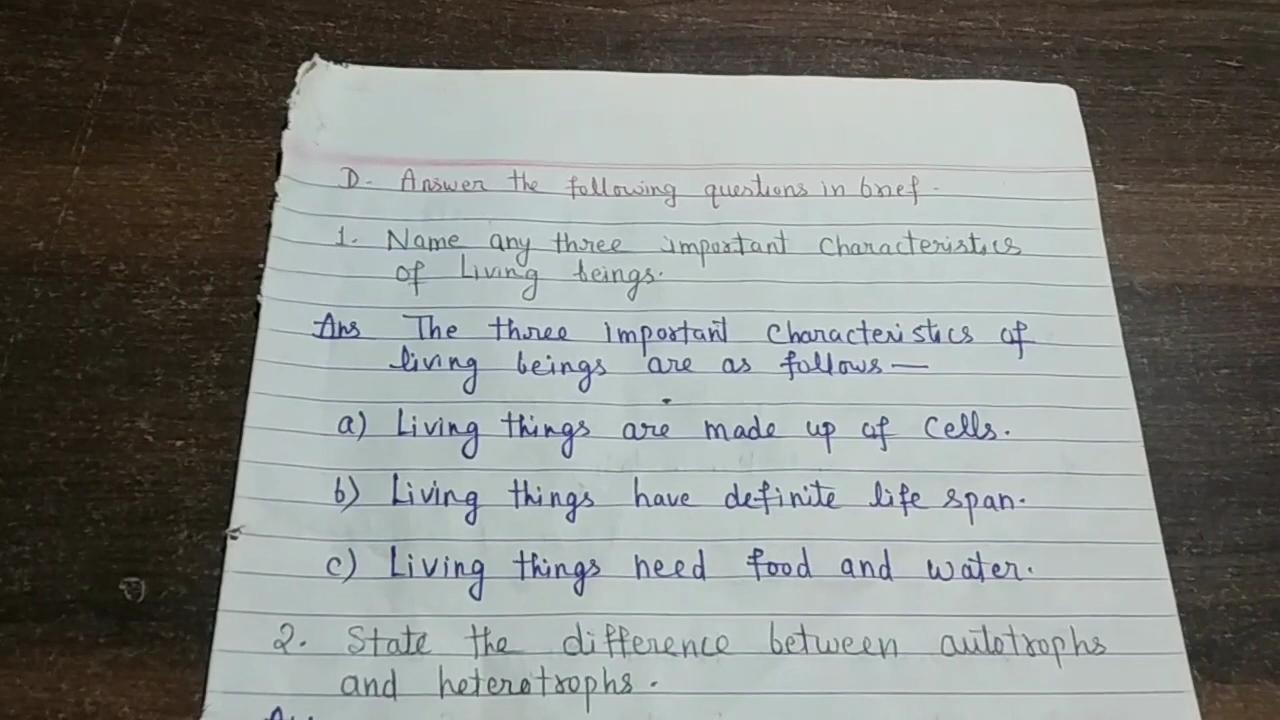 D. Answer the following questions in brief.
1. Name any three important characteristics
of living beings.
Ans The three important characteristics of
living beings are as follows —
a) Living things are made up of cells.
b) Living things have definite life span.
c) Living things need food and water.
2. State the difference between autotrophs
and heterotrophs.